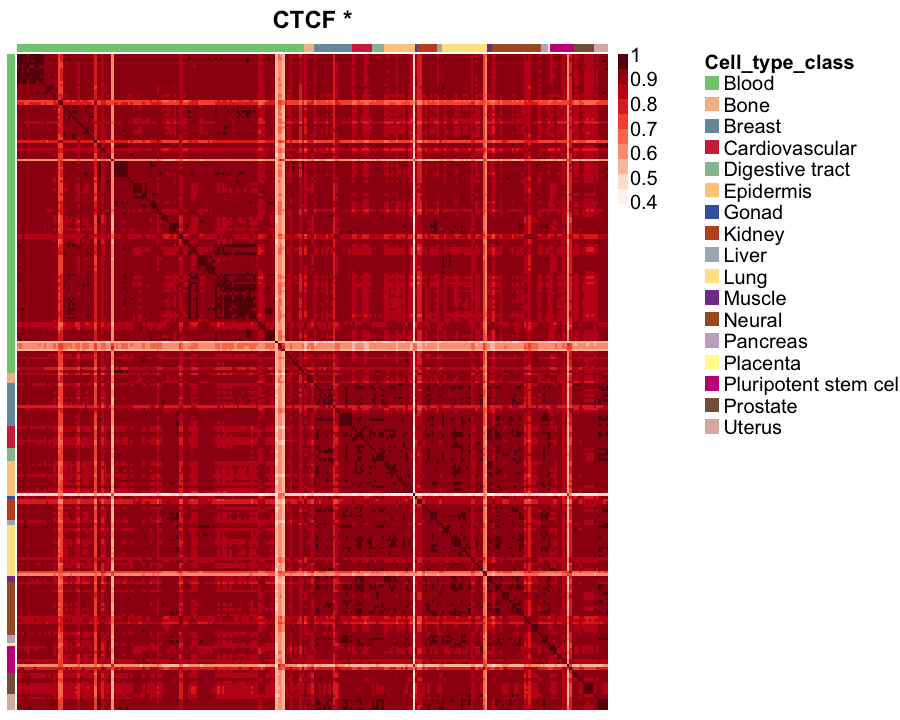 CTCF *
1
0.9
0.8
0.7
0.6
0.5
0.4
Cell_type_class
Blood
Bone
Breast
Cardiovascular
Digestive tract
Epidermis
Gonad
Kidney
Liver
Lung
Muscle
Neural
Pancreas
Placenta
Pluripotent stem cel
Prostate
Uterus